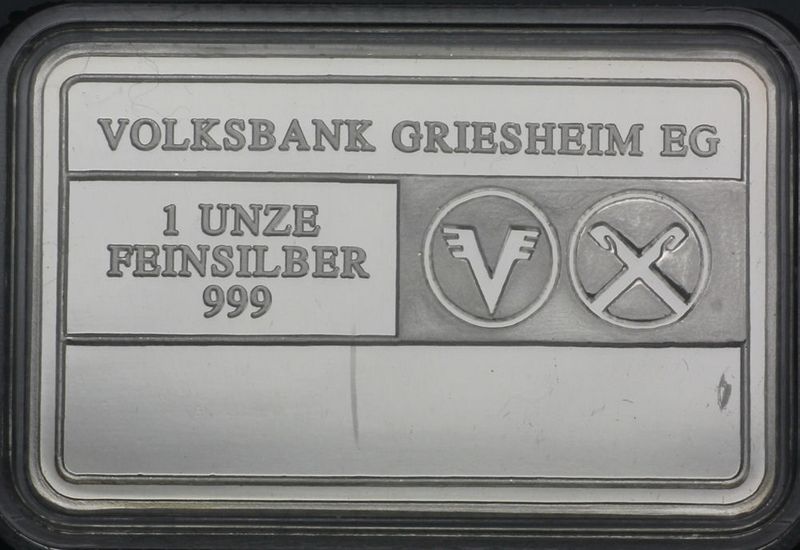 VOLKSBANK GRIESHEIM EG
1 UNZE
FEINSILBER
999